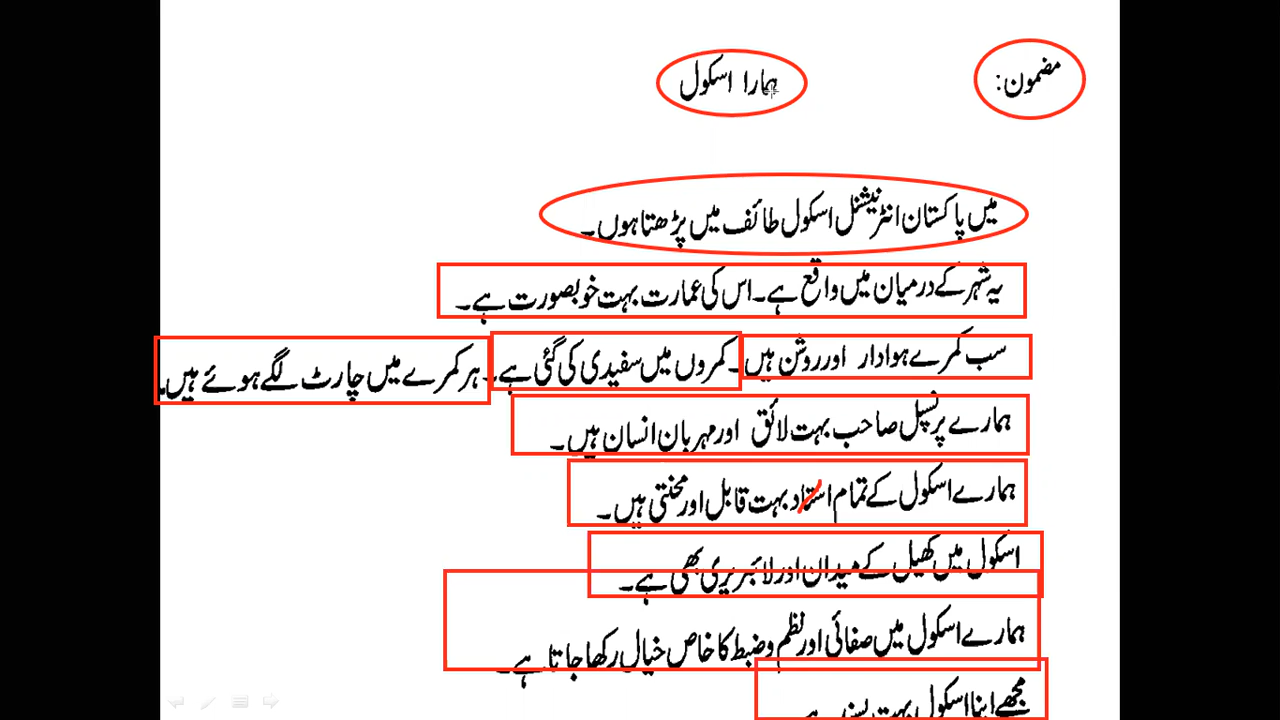 مضمون: ہمارا اسکول
میں پاکستان انٹرنیشنل اسکول طائف میں پڑھتا ہوں۔
یہ شہر کے درمیان میں واقع ہے۔ اس کی عمارت بہت خوبصورت ہے۔
سب کمرے ہوادار اور روشن ہیں۔ کمروں میں سفیدی کی گئی ہے۔ ہر کمرے میں چارٹ لگے ہوئے ہیں۔
ہمارے پرنسپل صاحب بہت لائق اور مہربان انسان ہیں۔
ہمارے اسکول کے تمام استاد بہت قابل اور محنتی ہیں۔
اسکول میں کھیل کے میدان اور لائبریری بھی ہے۔
ہمارے اسکول میں صفائی اور نظم و ضبط کا خاص خیال رکھا جاتا ہے۔
مجھے اپنا اسکول بہت پسند ہے